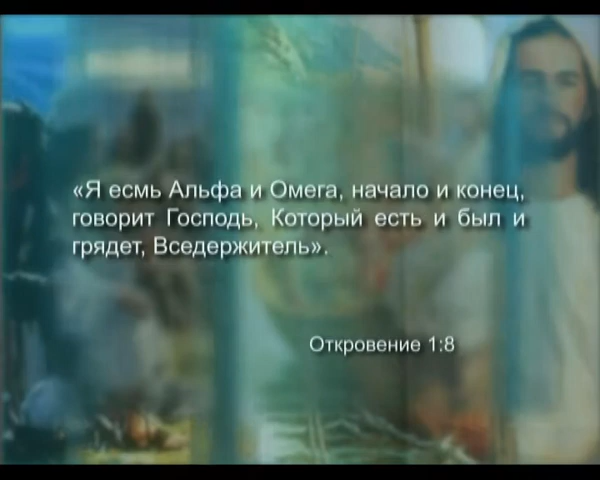 «Я есмь Альфа и Омега, начало и конец,
говорит Господь, Который есть и был и
грядет, Вседержитель».
Откровение 1:8